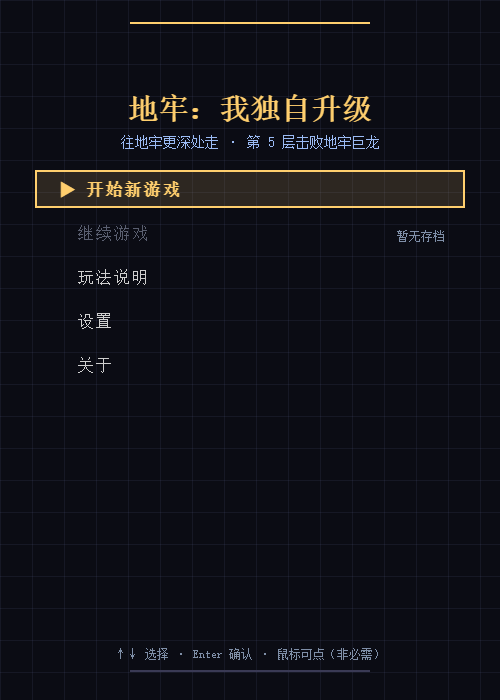 地牢：我独自升级
往地牢更深处走 · 第 5 层击败地牢巨龙
▶ 开始新游戏
继续游戏 暂无存档
玩法说明
设置
关于
↑↓ 选择 · Enter 确认 · 鼠标可点（非必需）